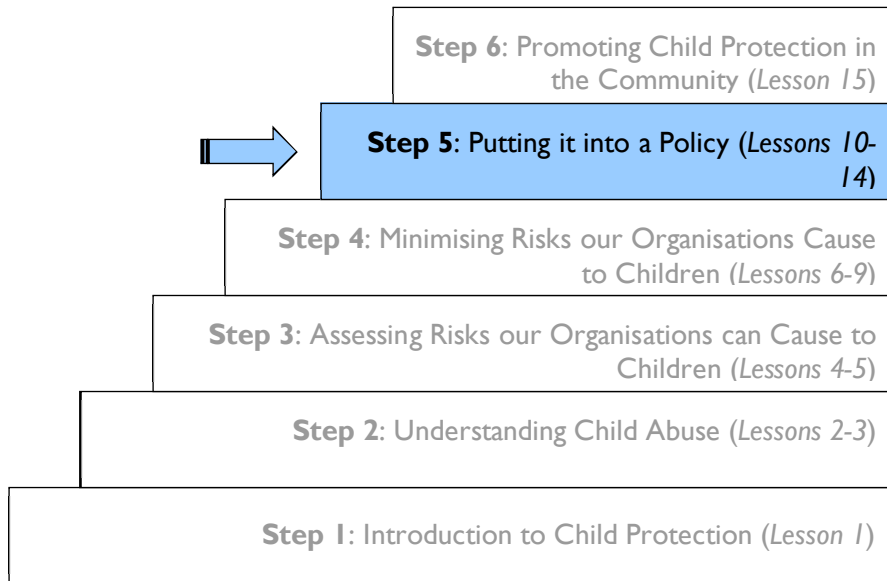 Step 6: Promoting Child Protection in
the Community (Lesson 15)
Step 5: Putting it into a Policy (Lessons 10-
14)
Step 4: Minimising Risks our Organisations Cause
to Children (Lessons 6-9)
Step 3: Assessing Risks our Organisations can Cause to
Children (Lessons 4-5)
Step 2: Understanding Child Abuse (Lessons 2-3)
Step 1: Introduction to Child Protection (Lesson 1)